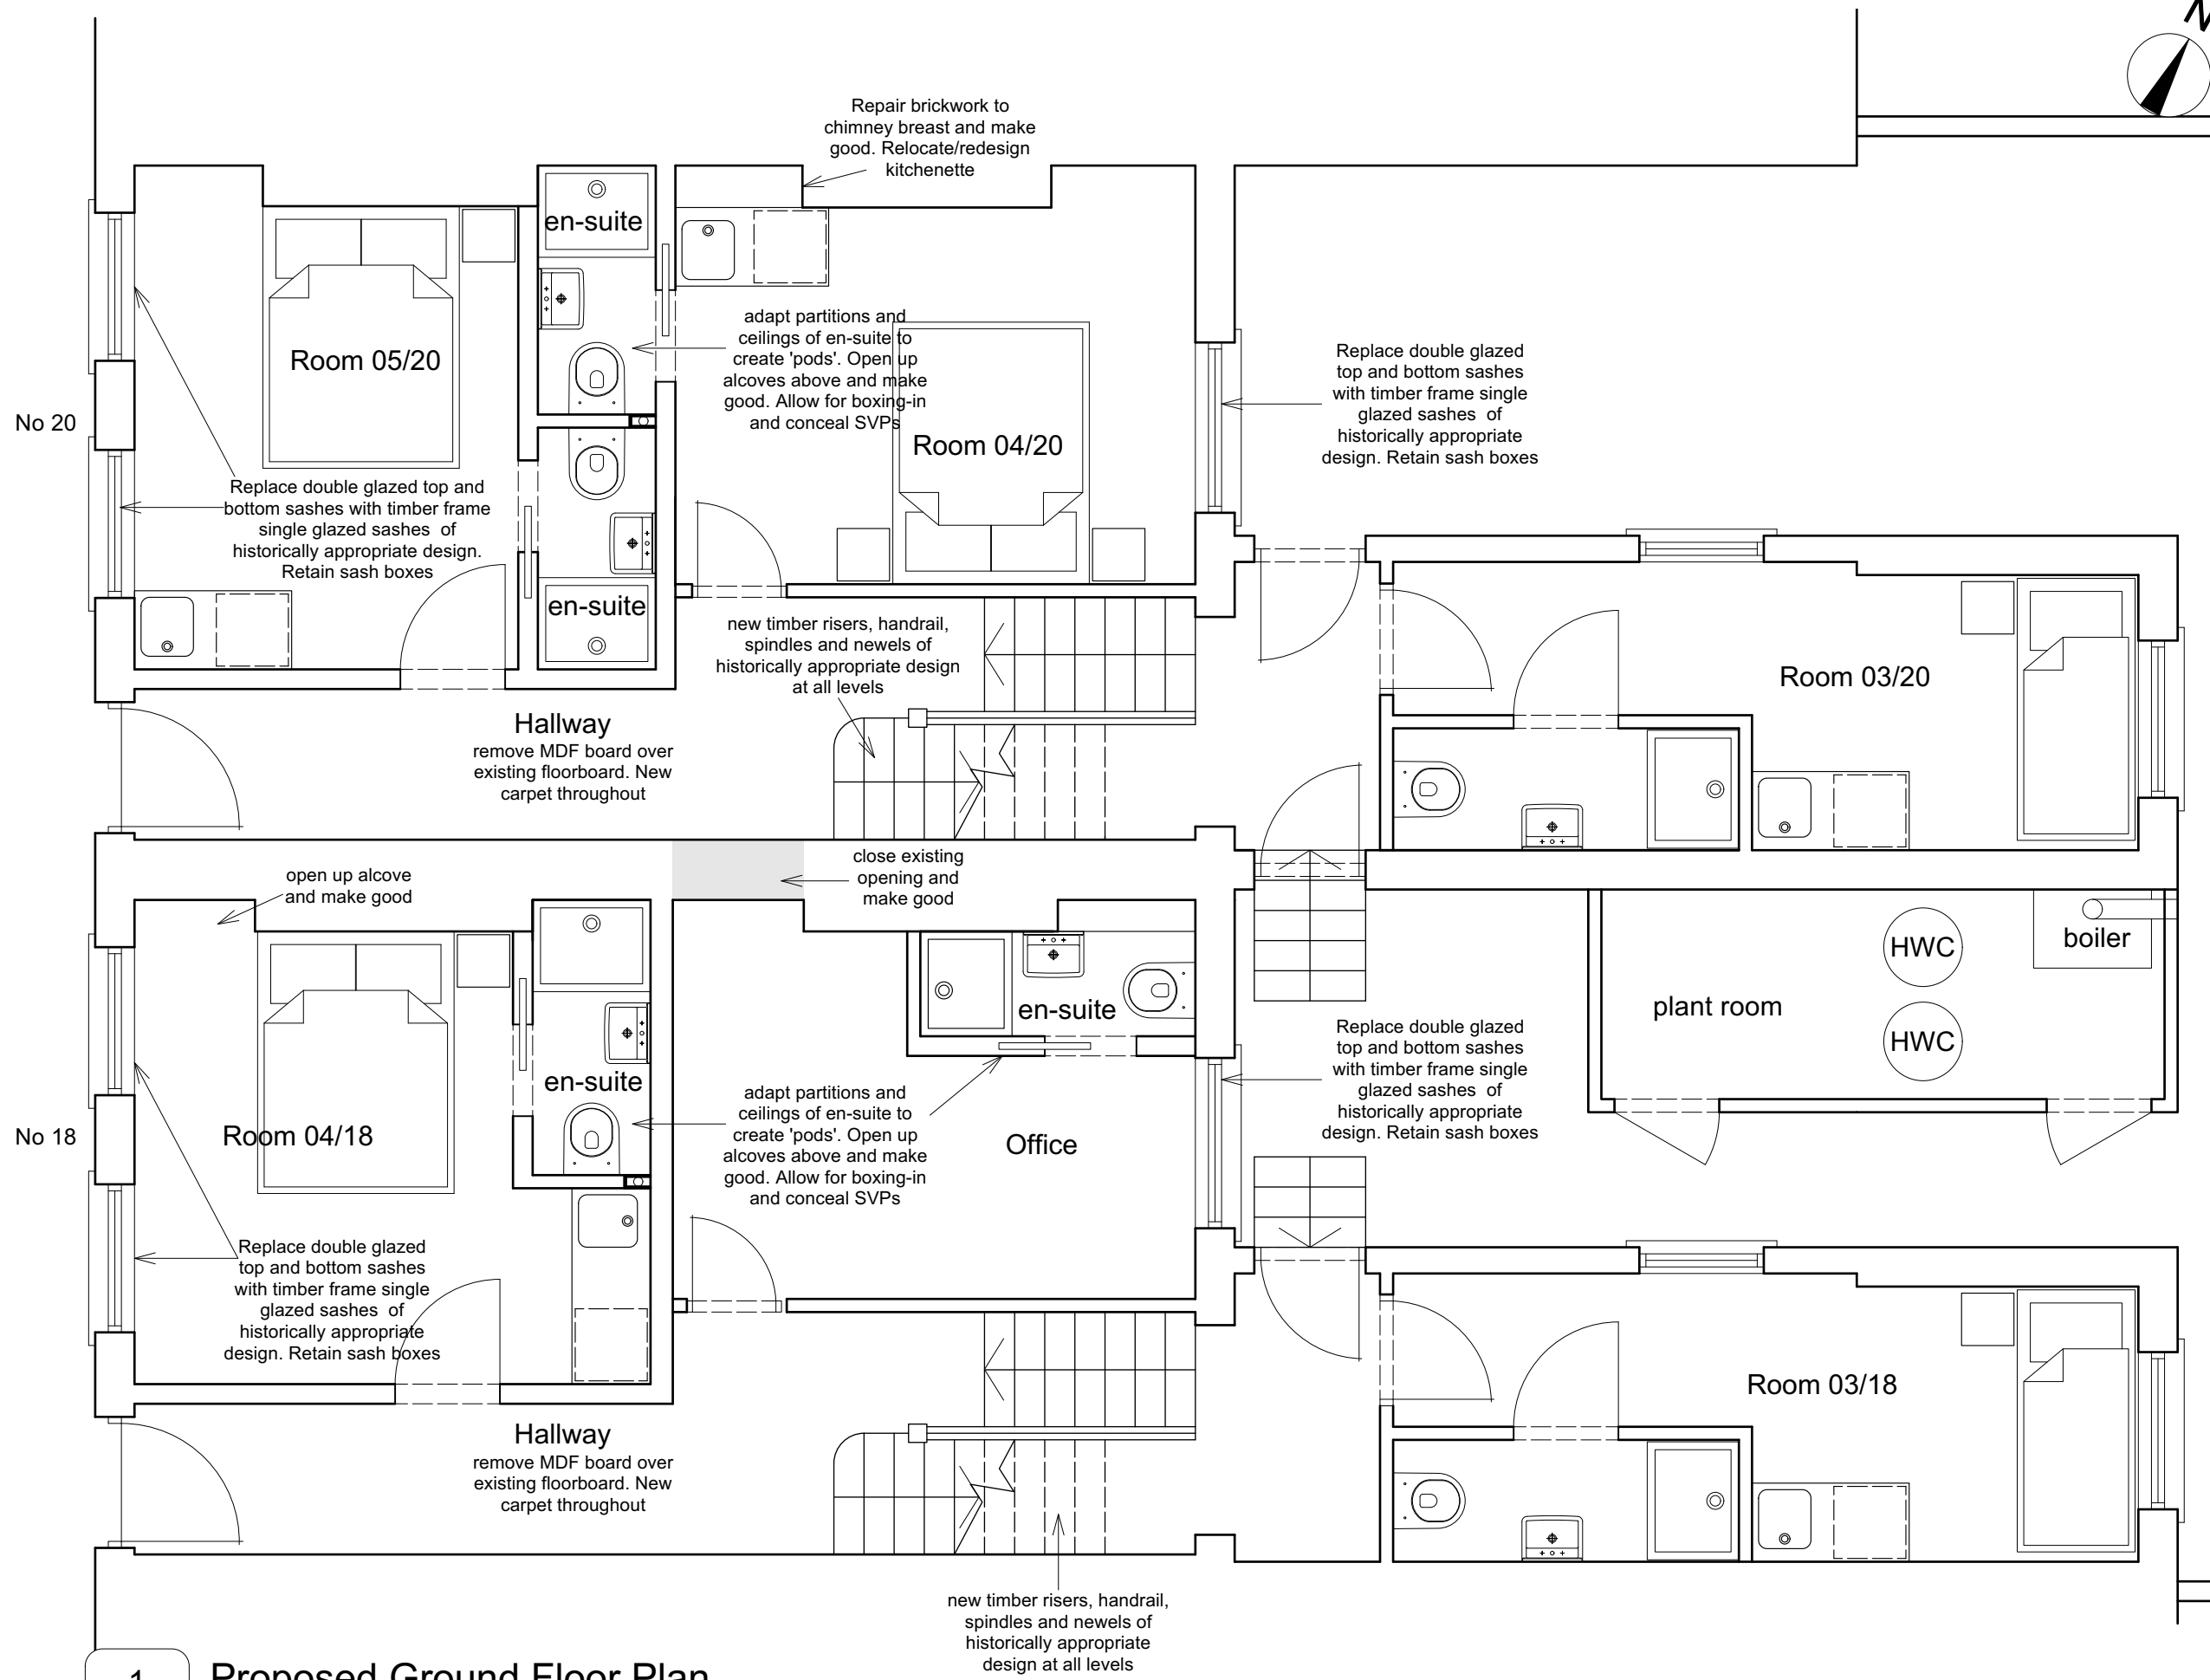 N
Repair brickwork to
chimney breast and make
good. Relocate/redesign
kitchenette
en-suite
Room 05/20
adapt partitions and
ceilings of en-suite to
create 'pods'. Open up
alcoves above and make
good. Allow for boxing-in
and conceal SVPs
Room 04/20
Replace double glazed
top and bottom sashes
with timber frame single
glazed sashes of
historically appropriate
design. Retain sash boxes
No 20
Replace double glazed top and
bottom sashes with timber frame
single glazed sashes of
historically appropriate design.
Retain sash boxes
en-suite
new timber risers, handrail,
spindles and newels of
historically appropriate design
at all levels
Room 03/20
Hallway
remove MDF board over
existing floorboard. New
carpet throughout
open up alcove
and make good
close existing
opening and
make good
HWC
boiler
plant room
HWC
en-suite
Replace double glazed
top and bottom sashes
with timber frame single
glazed sashes of
historically appropriate
design. Retain sash boxes
en-suite
adapt partitions and
ceilings of en-suite to
create 'pods'. Open up
alcoves above and make
good. Allow for boxing-in
and conceal SVPs
Office
No 18
Room 04/18
Replace double glazed
top and bottom sashes
with timber frame single
glazed sashes of
historically appropriate
design. Retain sash boxes
Room 03/18
Hallway
remove MDF board over
existing floorboard. New
carpet throughout
new timber risers, handrail,
spindles and newels of
historically appropriate
design at all levels
1
Proposed Ground Floor Plan